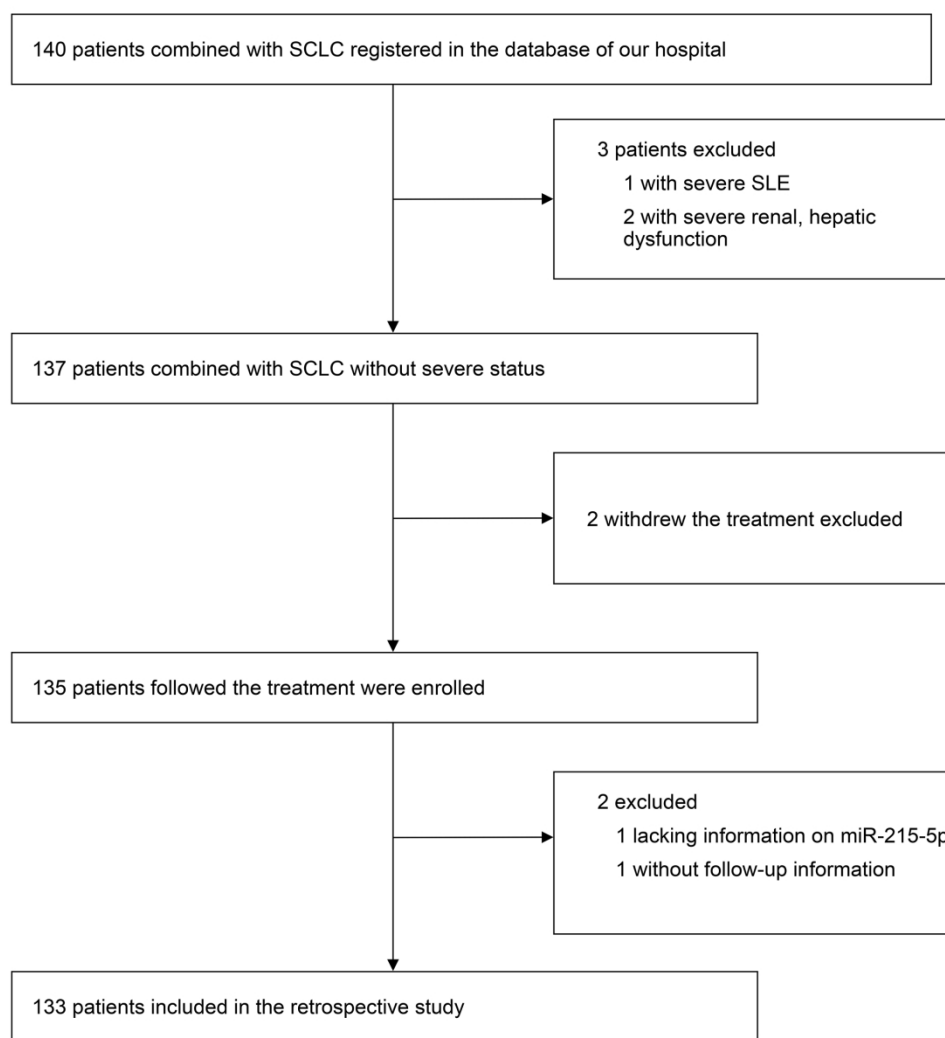 140 patients combined with SCLC registered in the database of our hospital
3 patients excluded
1 with severe SLE
2 with severe renal, hepatic
dysfunction
137 patients combined with SCLC without severe status
2 withdrew the treatment excluded
135 patients followed the treatment were enrolled
2 excluded
1 lacking information on miR-215-5p
1 without follow-up information
133 patients included in the retrospective study